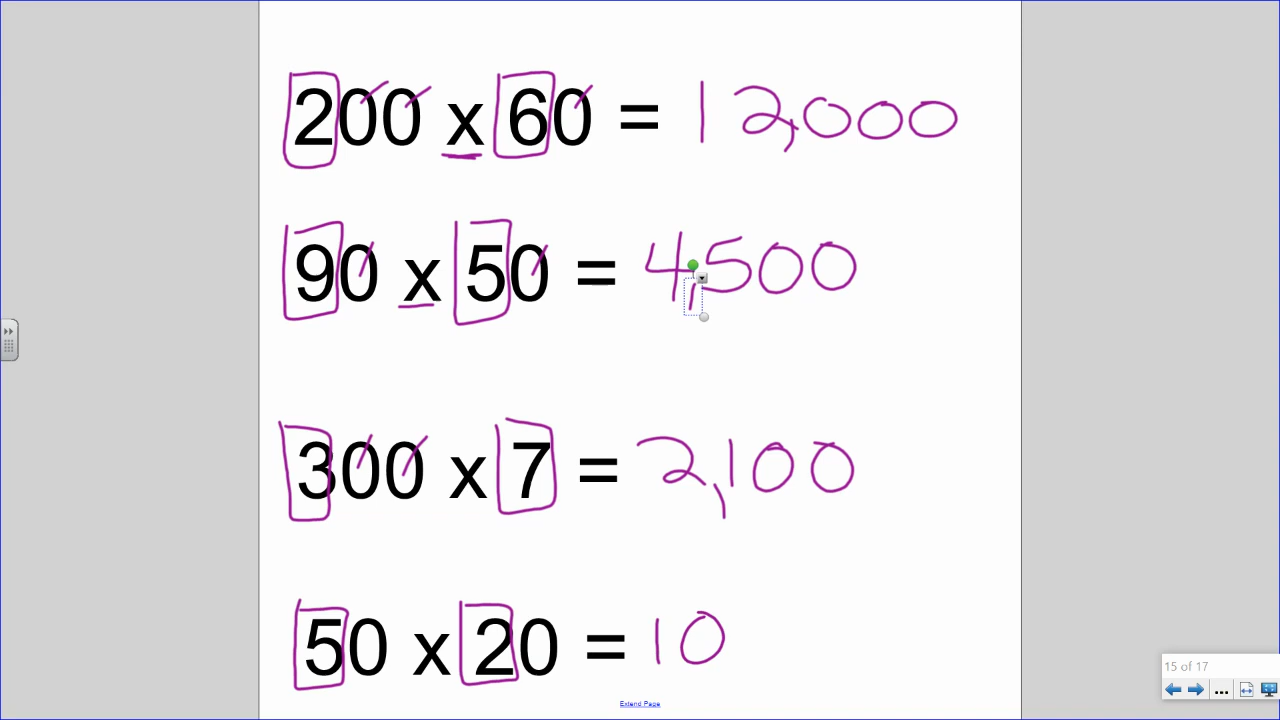 200 x 60 = 12,000
90 x 50 = 4,500
300 x 7 = 2,100
50 x 20 = 10
15 of 17
...
Extend Page